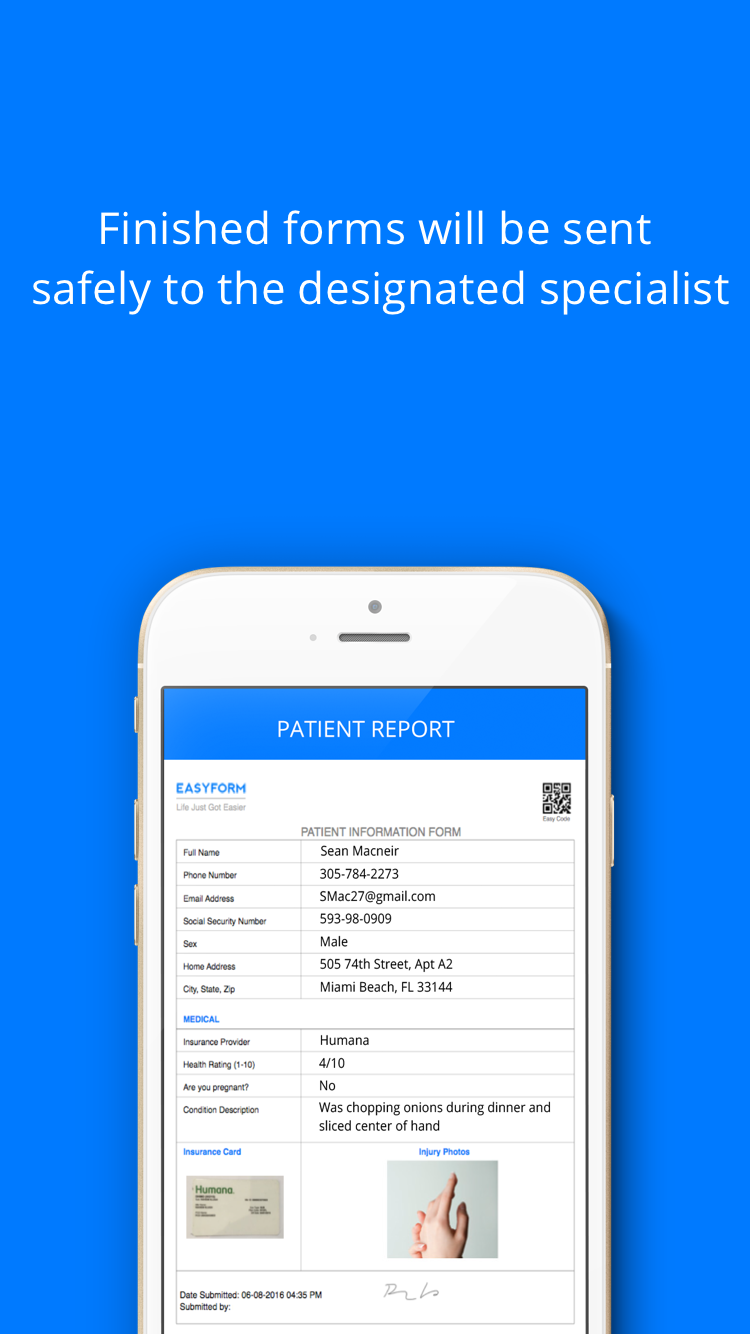 Finished forms will be sent
safely to the designated specialist
PATIENT REPORT
EASYFORM
Life Just Got Easier
Easy Code
PATIENT INFORMATION FORM
Full Name Sean Macneir
Phone Number 305-784-2273
Email Address SMac27@gmail.com
Social Security Number 593-98-0909
Sex Male
Home Address 505 74th Street, Apt A2
City, State, Zip Miami Beach, FL 33144
MEDICAL
Insurance Provider Humana
Health Rating (1-10) 4/10
Are you pregnant? No
Condition Description Was chopping onions during dinner and
sliced center of hand
Insurance Card Injury Photos
Humana.
Date Submitted: 06-08-2016 04:35 PM
Submitted by: